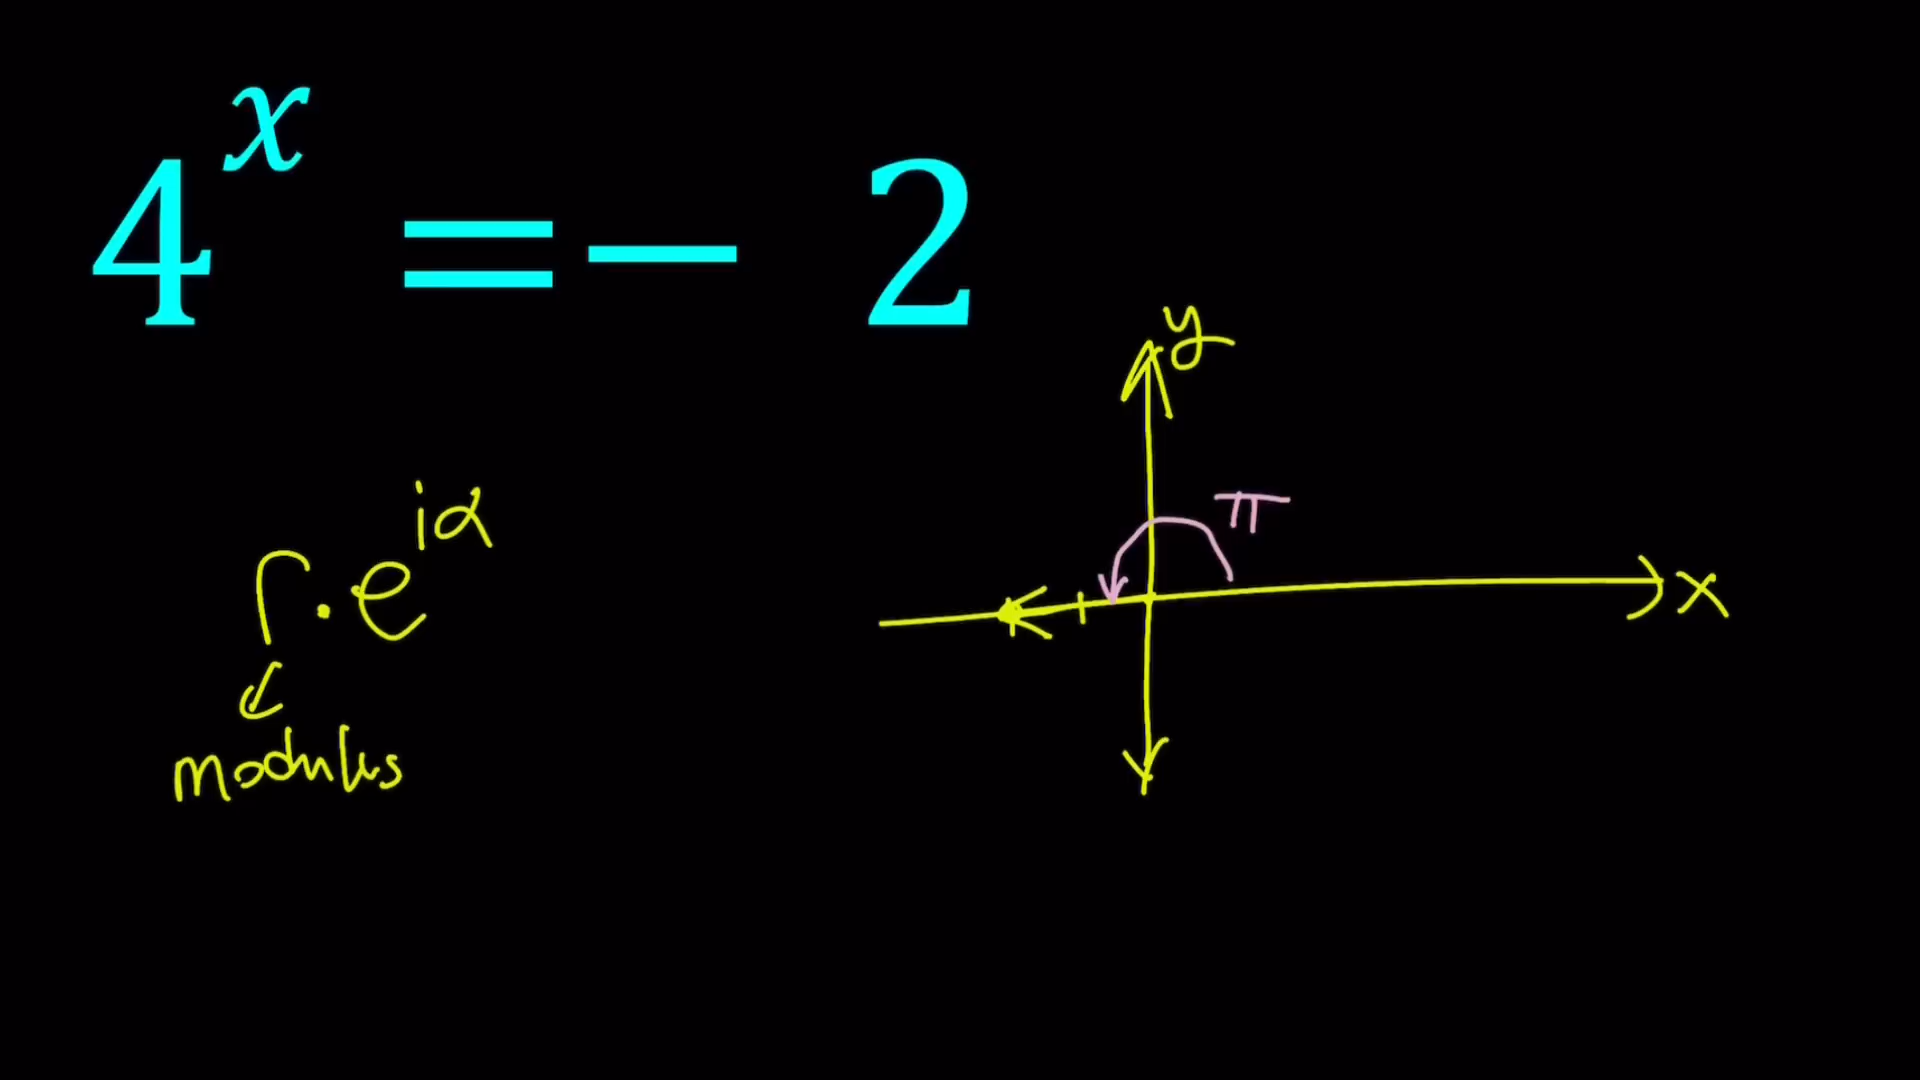 4^x = - 2
y
π
x
r · e^{iα}
modulus